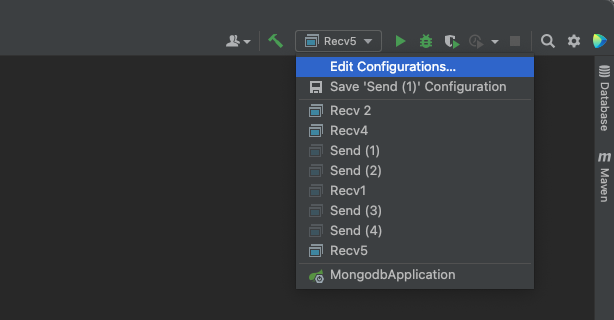 Recv5
Edit Configurations...
Save 'Send (1)' Configuration
Recv 2
Recv4
Send (1)
Send (2)
Recv1
Send (3)
Send (4)
Recv5
MongodbApplication
Database
m
Maven